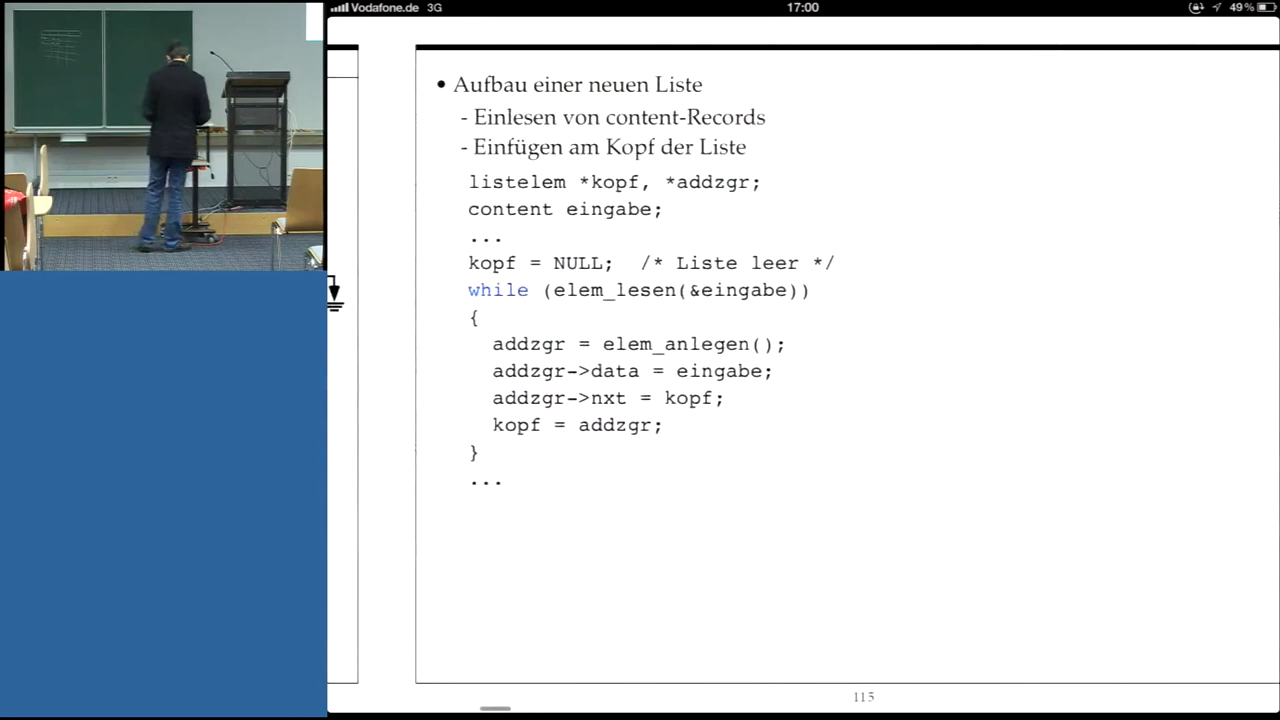 Vodafone.de 3G 17:00 49%
• Aufbau einer neuen Liste
- Einlesen von content-Records
- Einfügen am Kopf der Liste
listelem *kopf, *addzgr;
content eingabe;
...
kopf = NULL; /* Liste leer */
while (elem_lesen(&eingabe))
{
addzgr = elem_anlegen();
addzgr->data = eingabe;
addzgr->nxt = kopf;
kopf = addzgr;
}
...
115